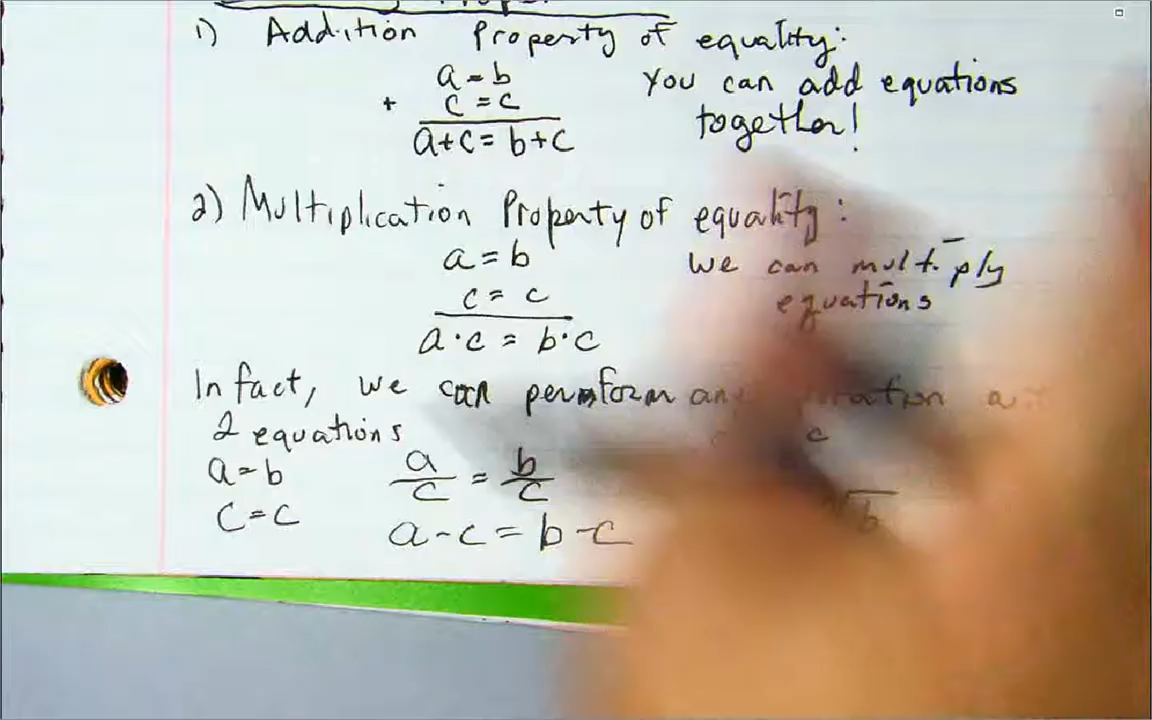 1) Addition Property of equality:
a = b
You can add equations
+ c = c
together!
a+c = b+c
2) Multiplication Property of equality:
a = b
we can multiply
c = c
equations
a·c = b·c
In fact, we can perform
2 equations
c
a = b
a/c = b/c
c = c
b
a - c = b - c